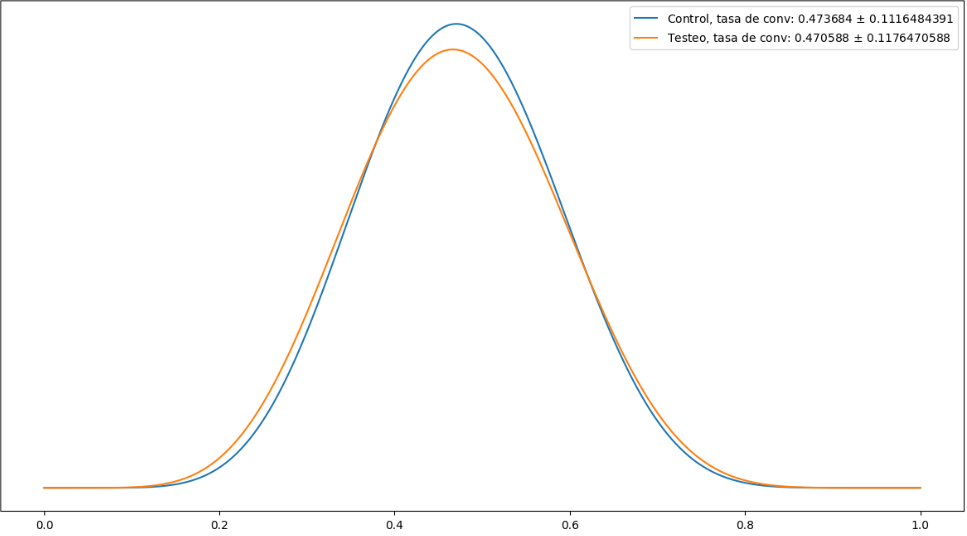 Control, tasa de conv: 0.473684 ± 0.1116484391
Testeo, tasa de conv: 0.470588 ± 0.1176470588
0.0 0.2 0.4 0.6 0.8 1.0